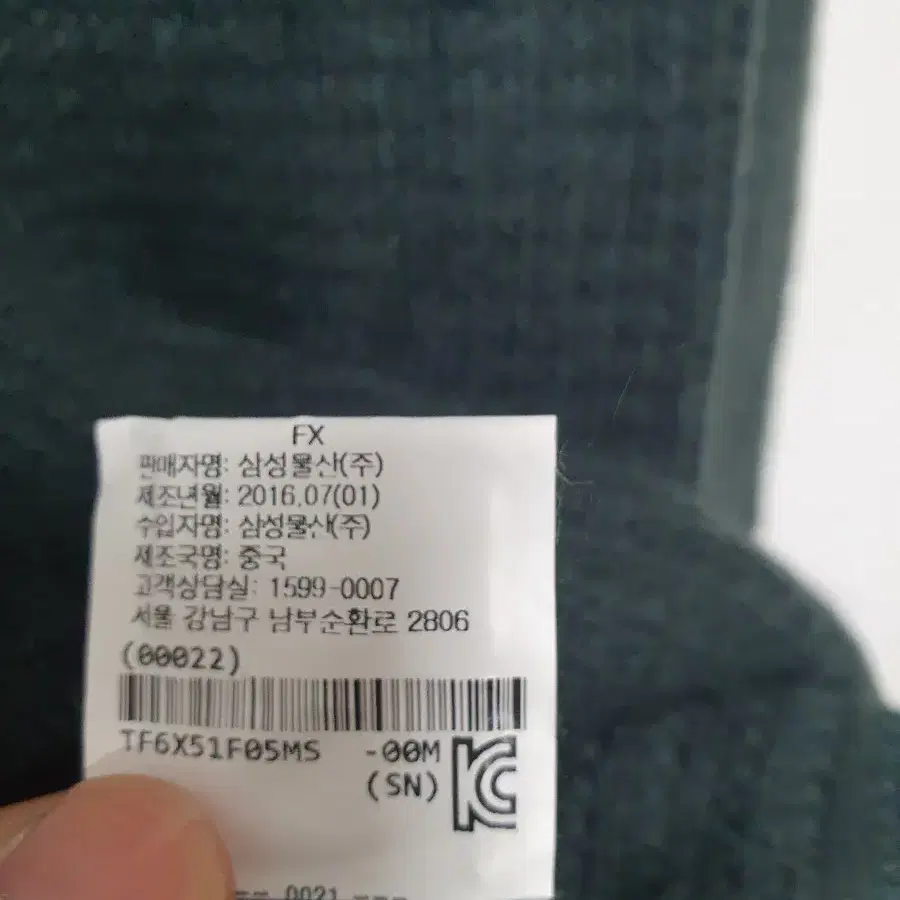 FX
판매자명: 삼성물산(주)
제조년월: 2016.07(01)
수입자명: 삼성물산(주)
제조국명: 중국
고객상담실: 1599-0007
서울 강남구 남부순환로 2806
(00022)
TF6X51F05MS -00M
(SN)
KC
-- 0021 ---